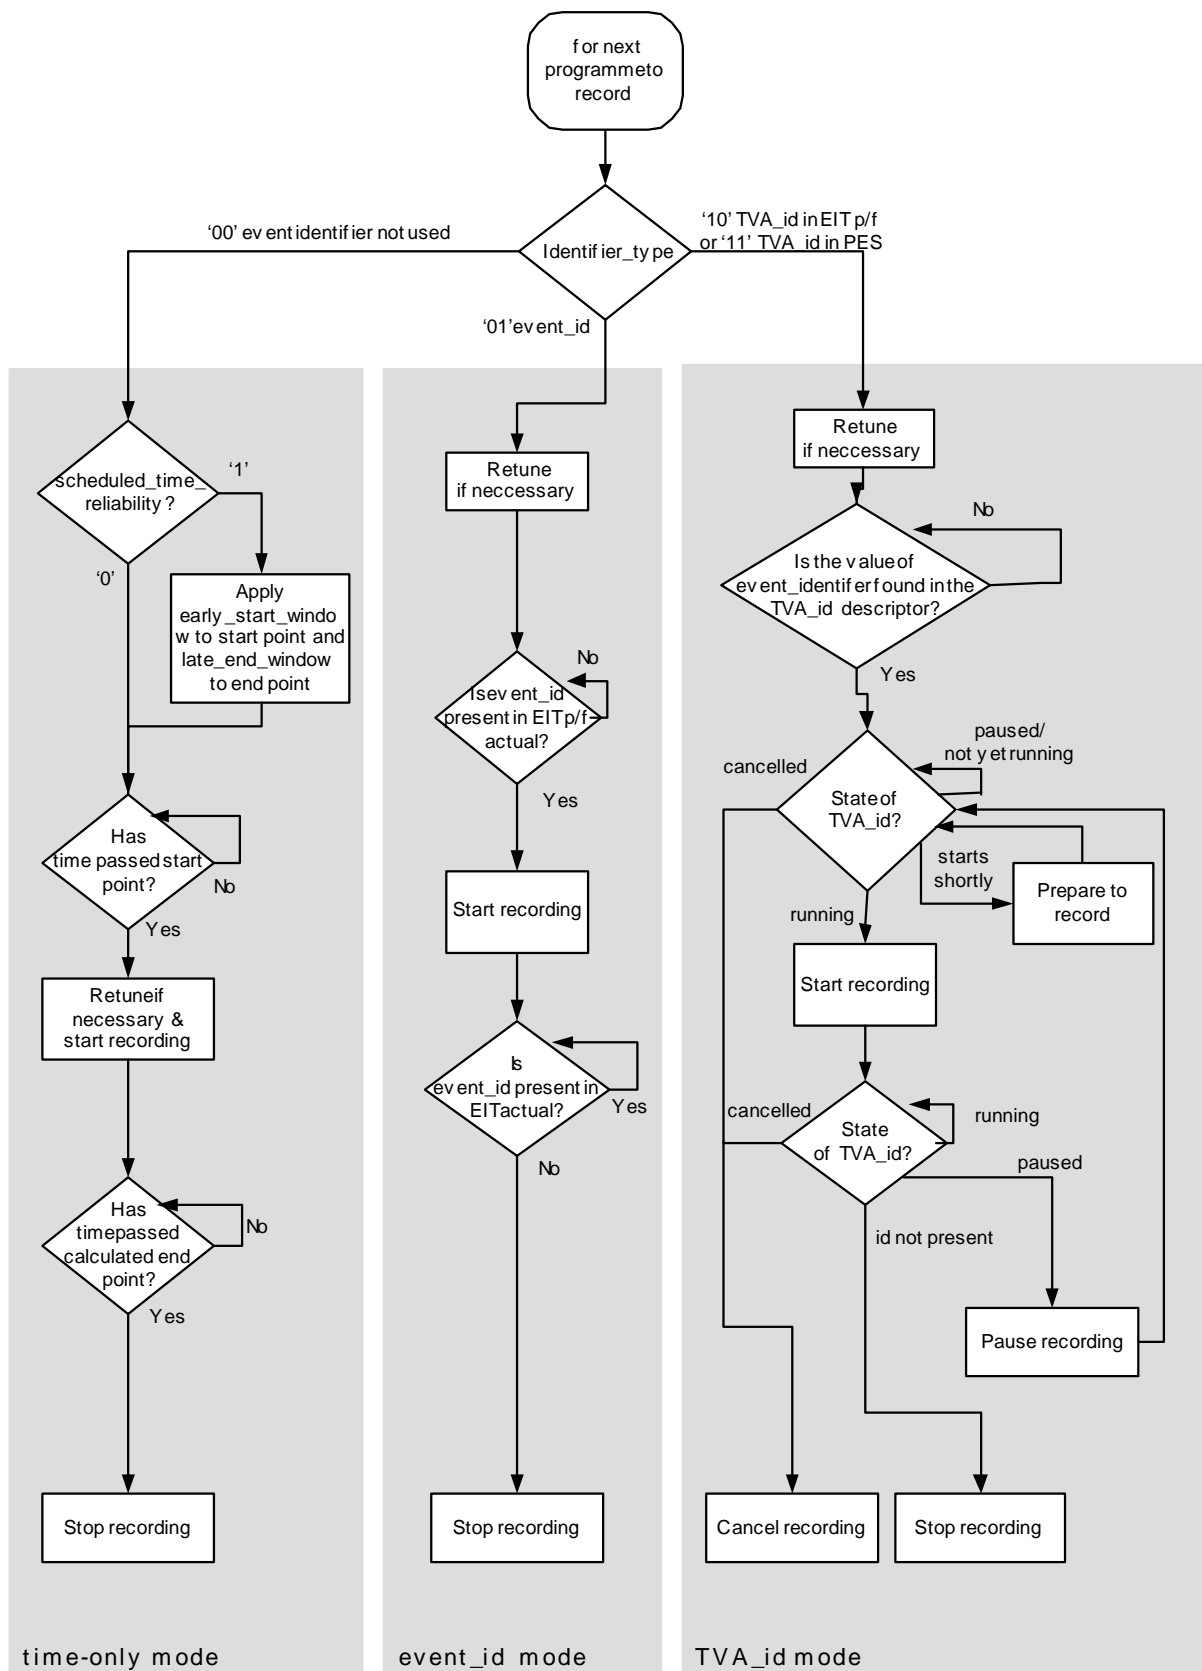 for next
programmeto
record
'00' event identifier not used
Identifier_type
'10' TVA_id in EIT p/f
or '11' TVA_id in PES
'01'event_id
scheduled_time_
reliability?
'1'
'0'
Apply
early_start_windo
w to start point and
late_end_window
to end point
Has
time passed start
point?
No
Yes
Retuneif
necessary &
start recording
Has
timepassed
calculated end
point?
No
Yes
Stop recording
time-only mode
Retune
if neccessary
Isevent_id
present in EITp/f
actual?
No
Yes
Start recording
Is
event_id present in
EITactual?
Yes
No
Stop recording
event_id mode
Retune
if neccessary
Is the value of
event_identifer found in the
TVA_id descriptor?
No
Yes
State of
TVA_id?
paused/
not yet running
cancelled
starts
shortly
Prepare to
record
running
Start recording
State
of TVA_id?
cancelled
running
paused
id not present
Pause recording
Cancel recording
Stop recording
TVA_id mode